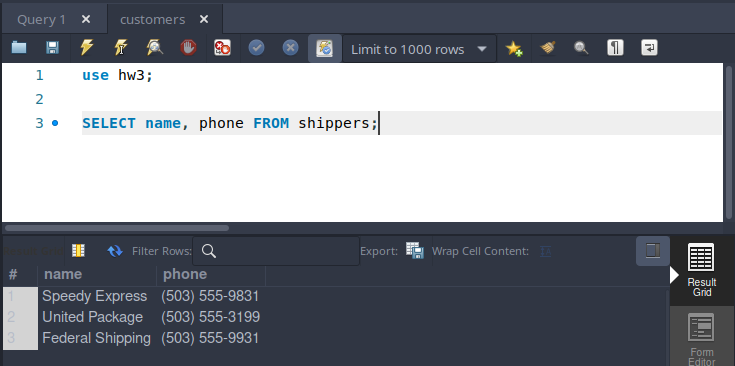 Query 1 customers
Limit to 1000 rows
1 use hw3;
2
3 SELECT name, phone FROM shippers;
Filter Rows: Export: Wrap Cell Content:
# name phone
1 Speedy Express (503) 555-9831
2 United Package (503) 555-3199
3 Federal Shipping (503) 555-9931
Result
Grid
Form
Editor